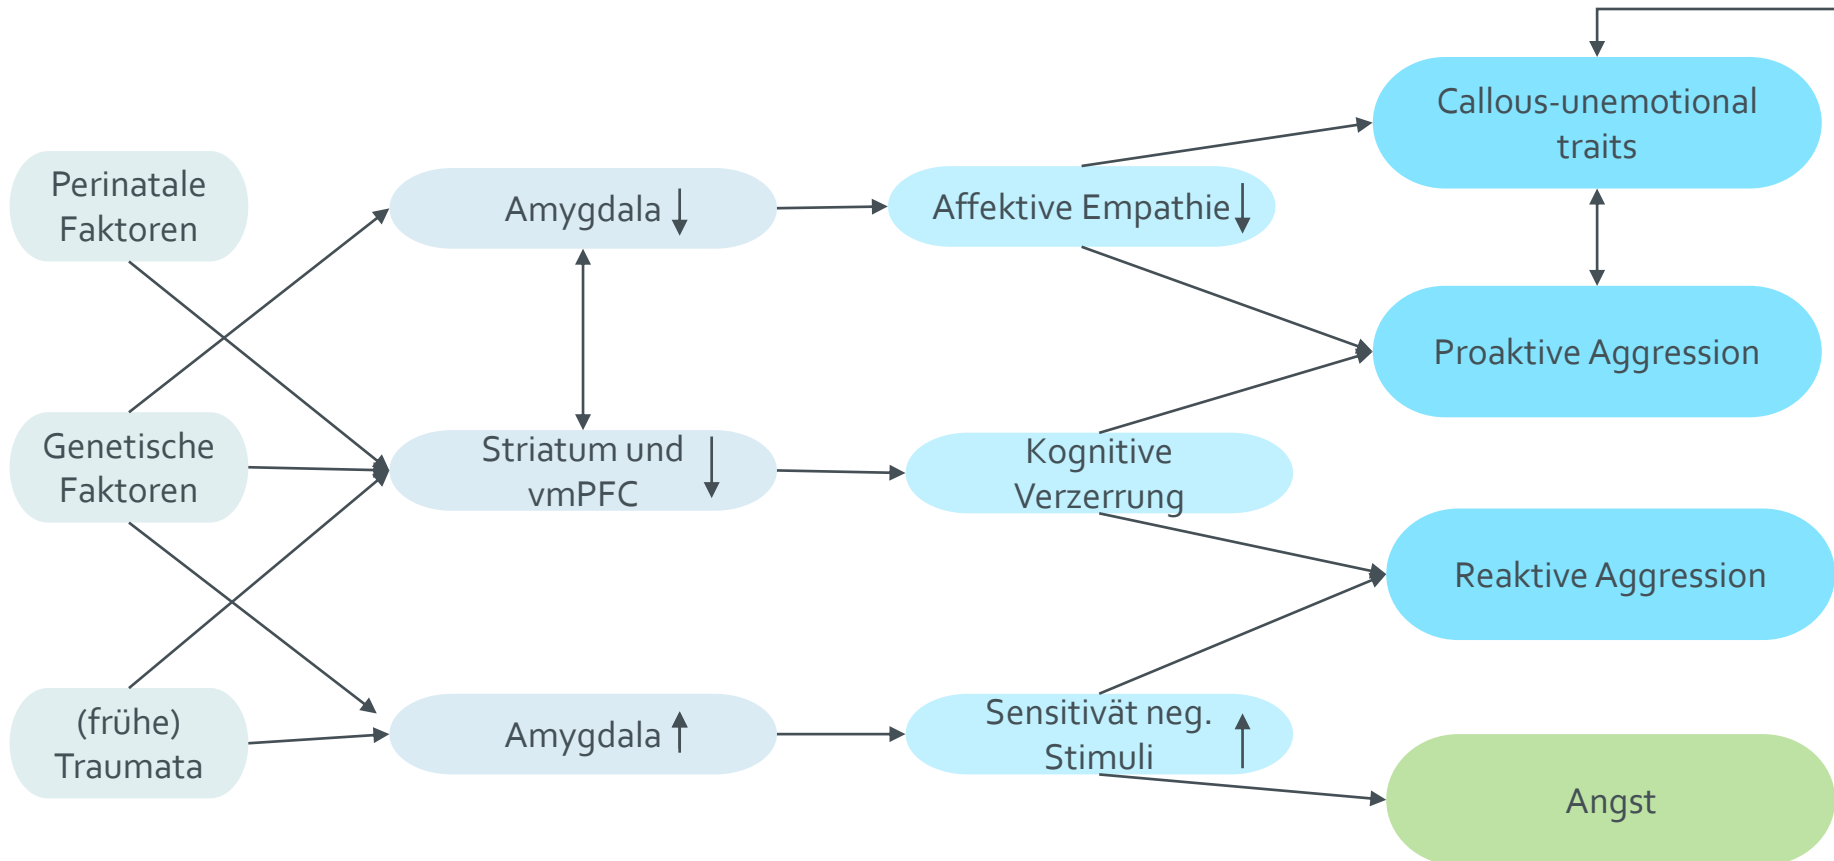 Perinatale
Faktoren
Genetische
Faktoren
(frühe)
Traumata
Amygdala
Striatum und
vmPFC
Amygdala
Affektive Empathie
Kognitive
Verzerrung
Sensitivät neg.
Stimuli
Callous-unemotional
traits
Proaktive Aggression
Reaktive Aggression
Angst